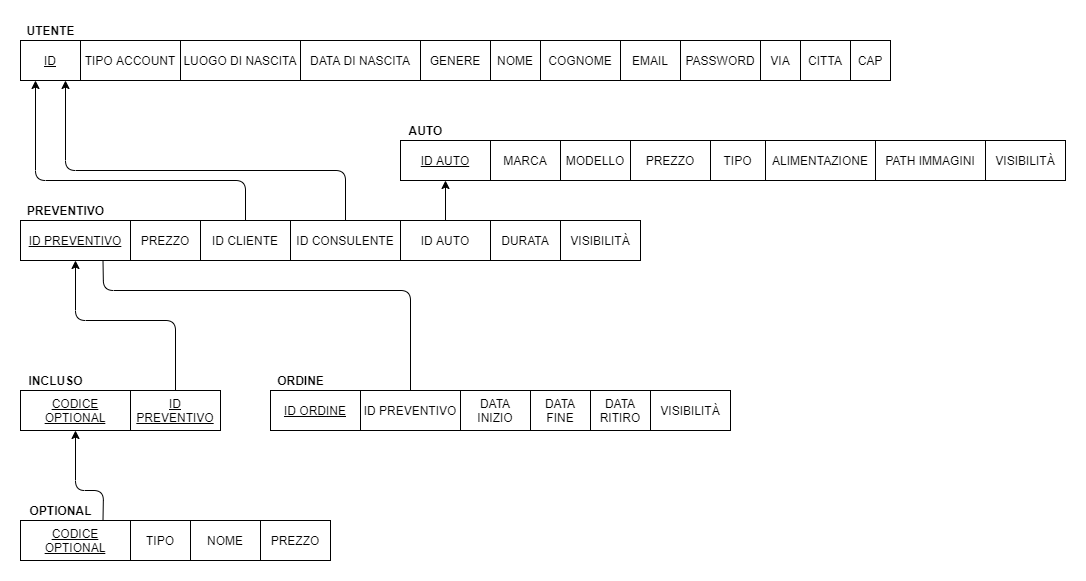 UTENTE
ID TIPO ACCOUNT LUOGO DI NASCITA DATA DI NASCITA GENERE NOME COGNOME EMAIL PASSWORD VIA CITTA CAP
AUTO
ID AUTO MARCA MODELLO PREZZO TIPO ALIMENTAZIONE PATH IMMAGINI VISIBILITÀ
PREVENTIVO
ID PREVENTIVO PREZZO ID CLIENTE ID CONSULENTE ID AUTO DURATA VISIBILITÀ
INCLUSO
CODICE
OPTIONAL
ID
PREVENTIVO
ORDINE
ID ORDINE
ID PREVENTIVO
DATA
INIZIO
DATA
FINE
DATA
RITIRO
VISIBILITÀ
OPTIONAL
CODICE
OPTIONAL
TIPO
NOME
PREZZO